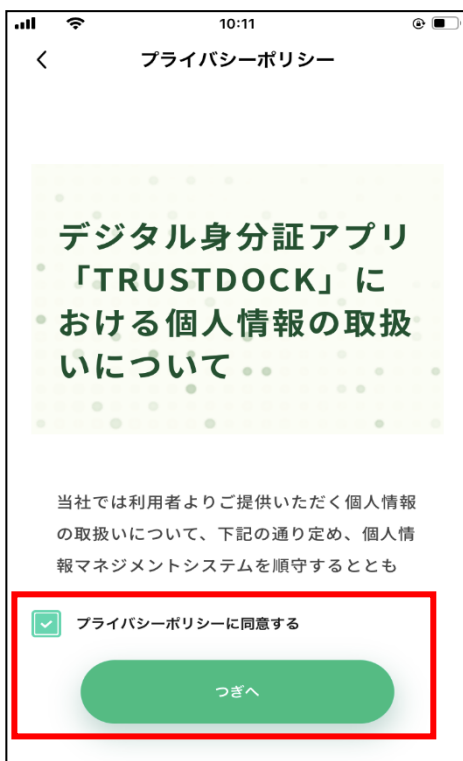 10:11
プライバシーポリシー
デジタル身分証アプリ
「TRUSTDOCK」に
おける個人情報の取扱
いについて
当社では利用者よりご提供いただく個人情報
の取扱いについて、下記の通り定め、個人情
報マネジメントシステムを順守するととも
プライバシーポリシーに同意する
つぎへ